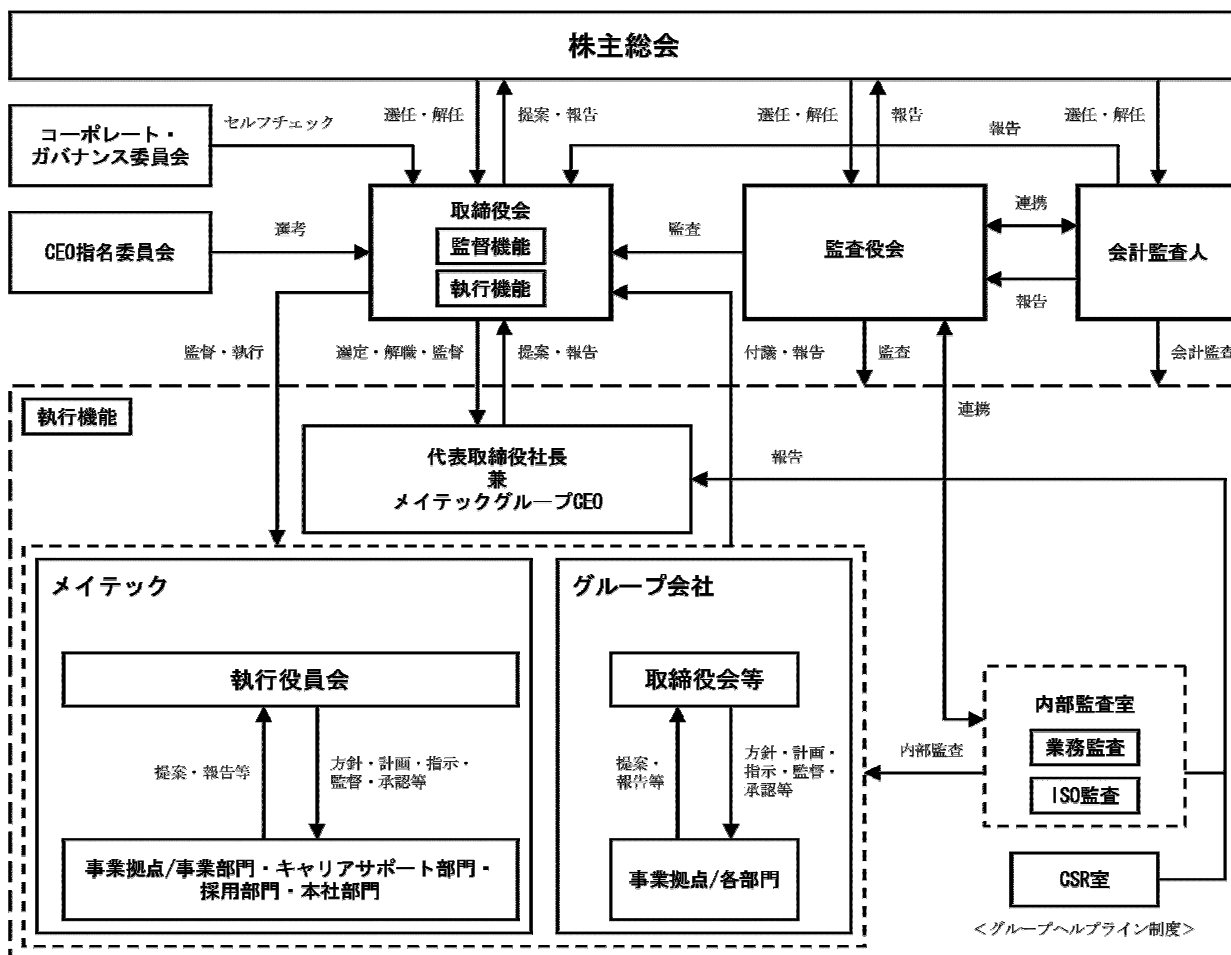 株主総会
コーポレート・
ガバナンス委員会
セルフチェック
選任・解任
提案・報告
選任・解任
報告
報告
選任・解任
CEO指名委員会
選考
取締役会
監督機能
執行機能
監査
監査役会
連携
報告
会計監査人
監督・執行
選定・解職・監督
提案・報告
付議・報告
監査
会計監査
執行機能
連携
代表取締役社長
兼
メイテックグループCEO
報告
メイテック
グループ会社
執行役員会
取締役会等
提案・報告等
方針・計画・指示・
監督・承認等
提案・
報告等
方針・計画・
指示・監督・
承認等
内部監査
内部監査室
業務監査
ISO監査
事業拠点/事業部門・キャリアサポート部門・
採用部門・本社部門
事業拠点/各部門
CSR室
＜グループヘルプライン制度＞